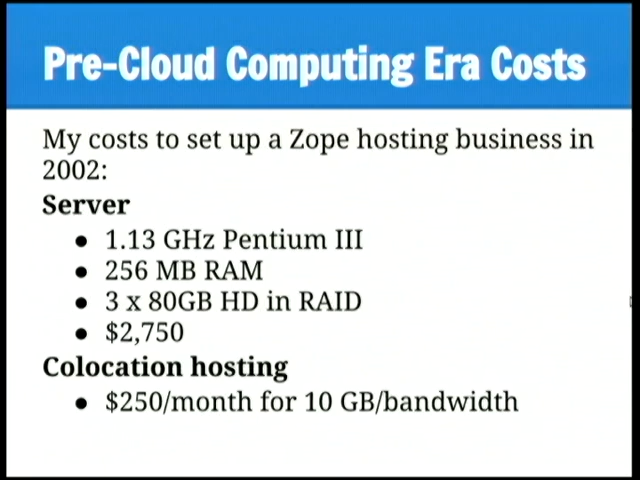 Pre-Cloud Computing Era Costs
My costs to set up a Zope hosting business in
2002:
Server
● 1.13 GHz Pentium III
● 256 MB RAM
● 3 x 80GB HD in RAID
● $2,750
Colocation hosting
● $250/month for 10 GB/bandwidth